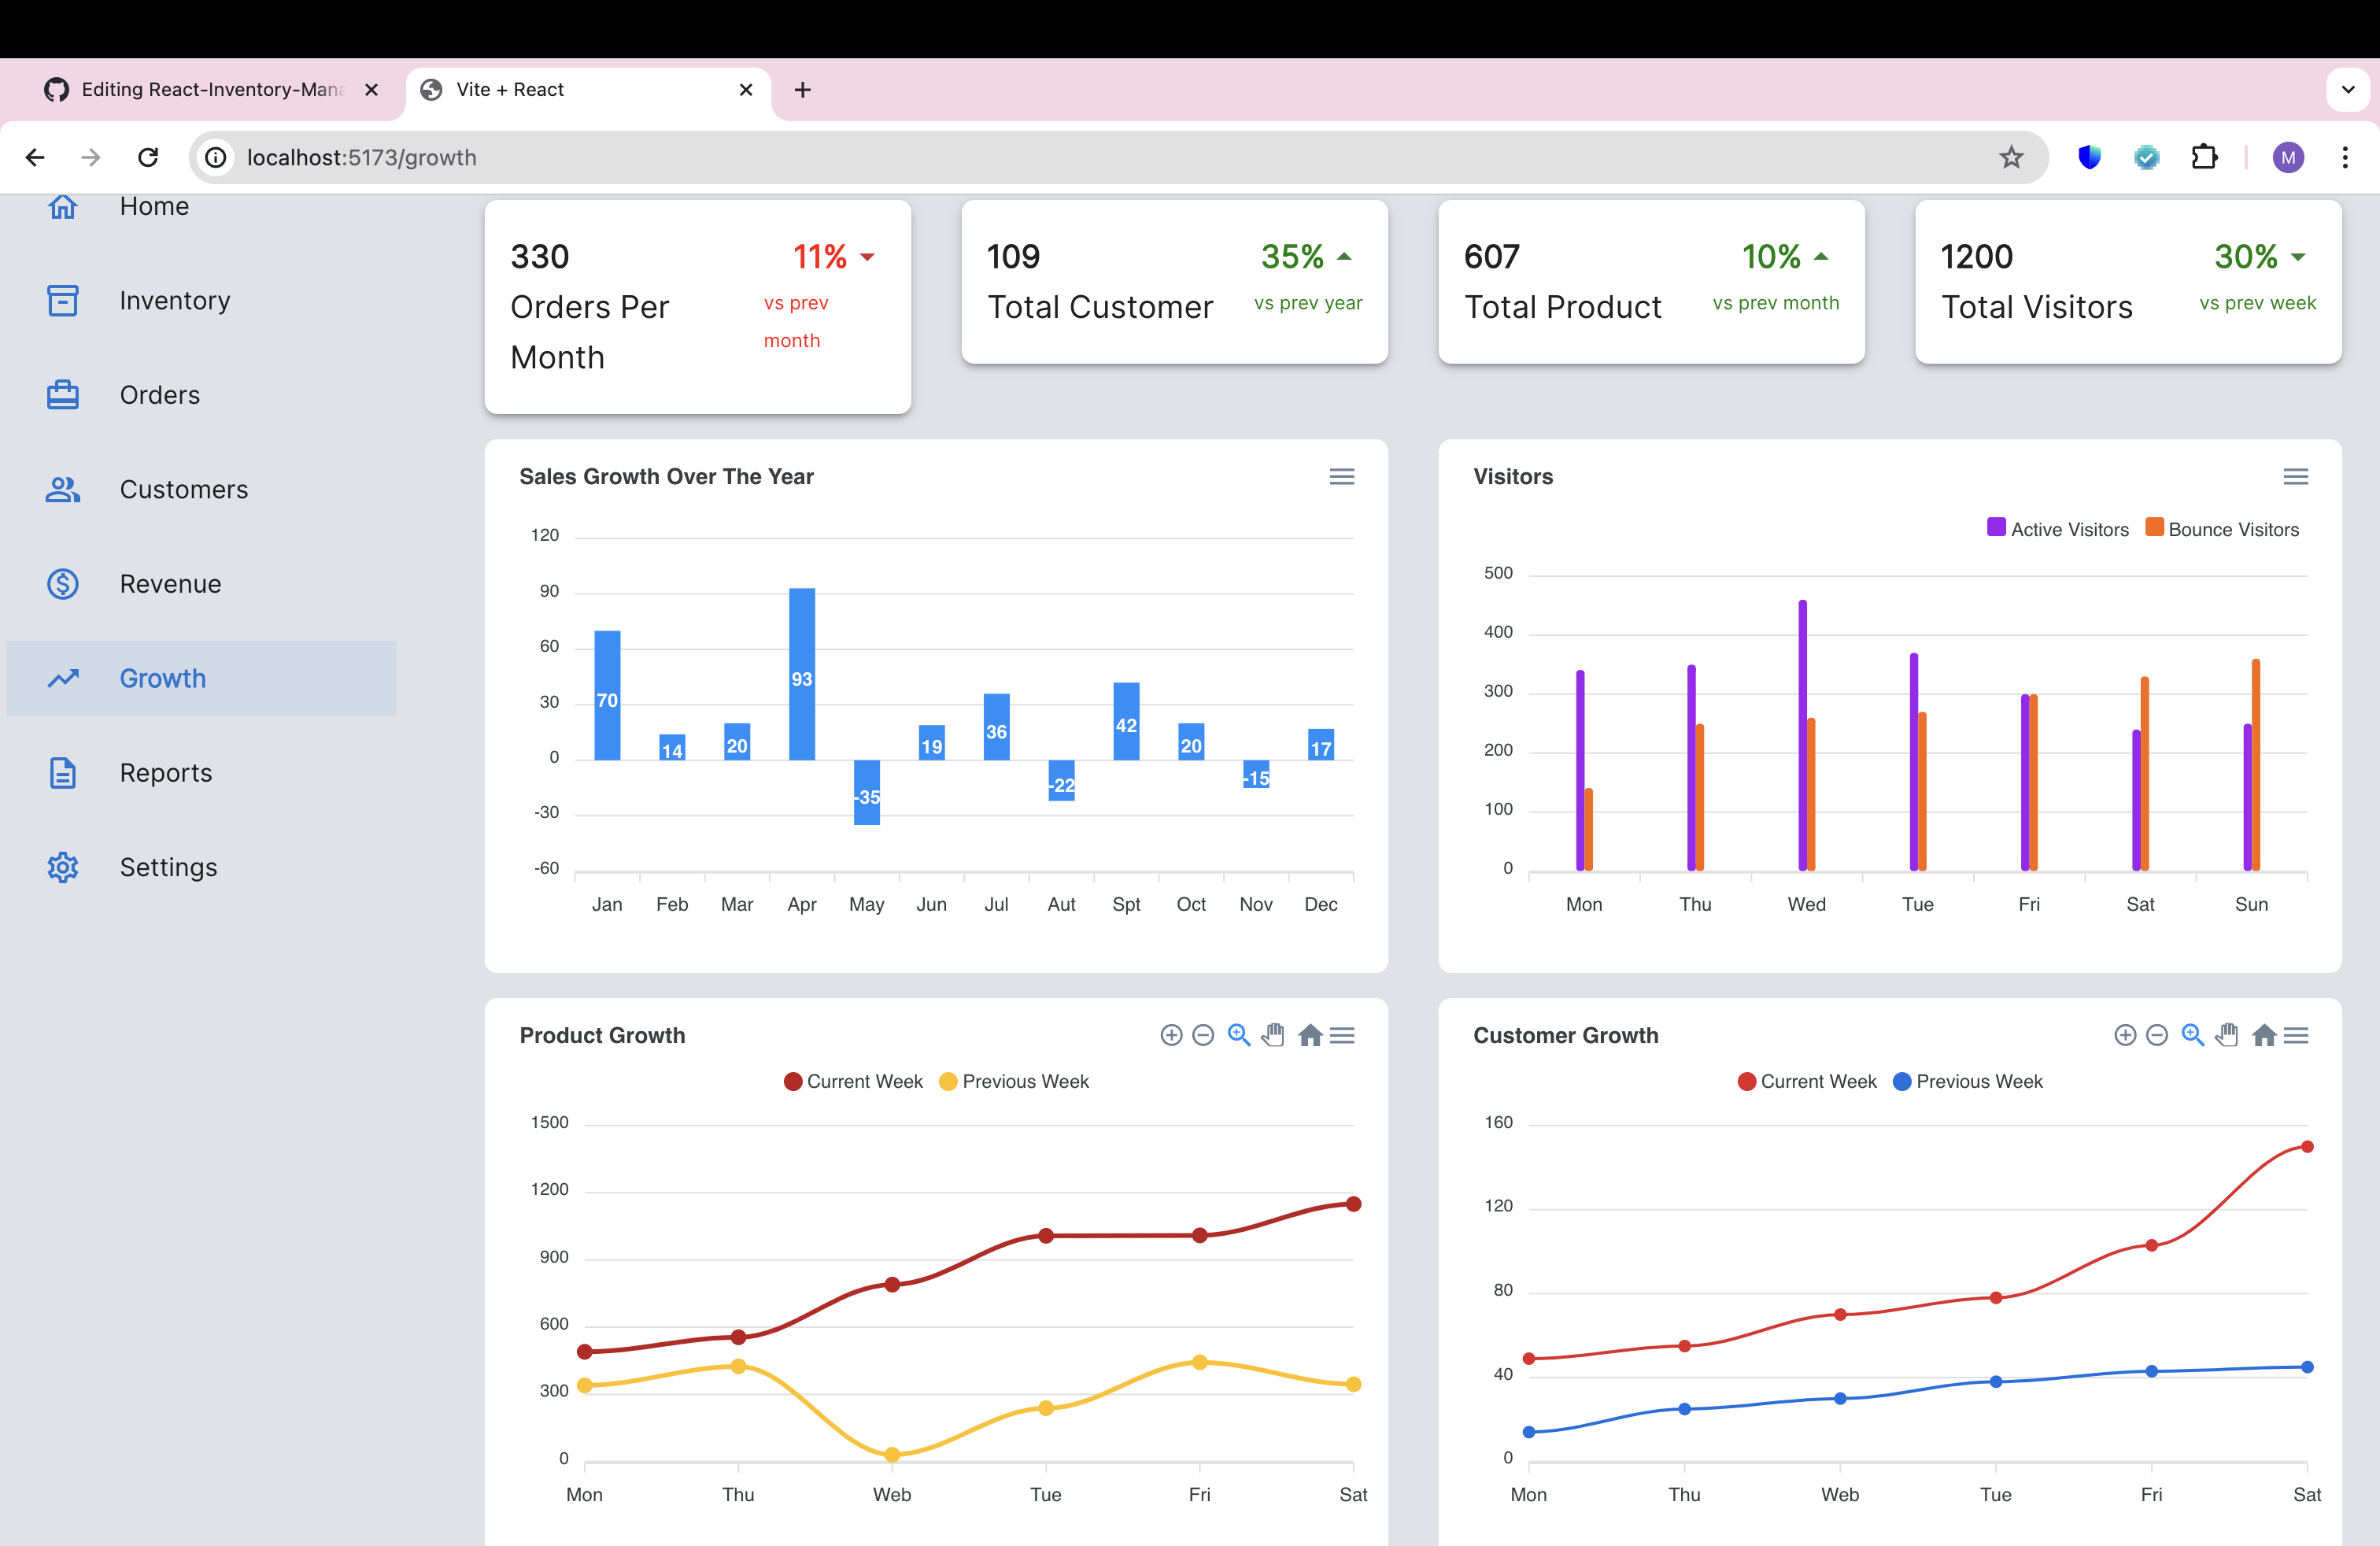 Editing React-Inventory-Mana
Vite + React
localhost:5173/growth
M
Home
Inventory
Orders
Customers
Revenue
Growth
Reports
Settings
330
11%
Orders Per
Month
vs prev
month
109
35%
Total Customer
vs prev year
607
10%
Total Product
vs prev month
1200
30%
Total Visitors
vs prev week
Sales Growth Over The Year
120
90
60
30
0
-30
-60
70
14
20
93
-35
19
36
-22
42
20
-15
17
Jan Feb Mar Apr May Jun Jul Aut Spt Oct Nov Dec
Visitors
Active Visitors Bounce Visitors
500
400
300
200
100
0
Mon Thu Wed Tue Fri Sat Sun
Product Growth
Current Week Previous Week
1500
1200
900
600
300
0
Mon Thu Web Tue Fri Sat
Customer Growth
Current Week Previous Week
160
120
80
40
0
Mon Thu Web Tue Fri Sat